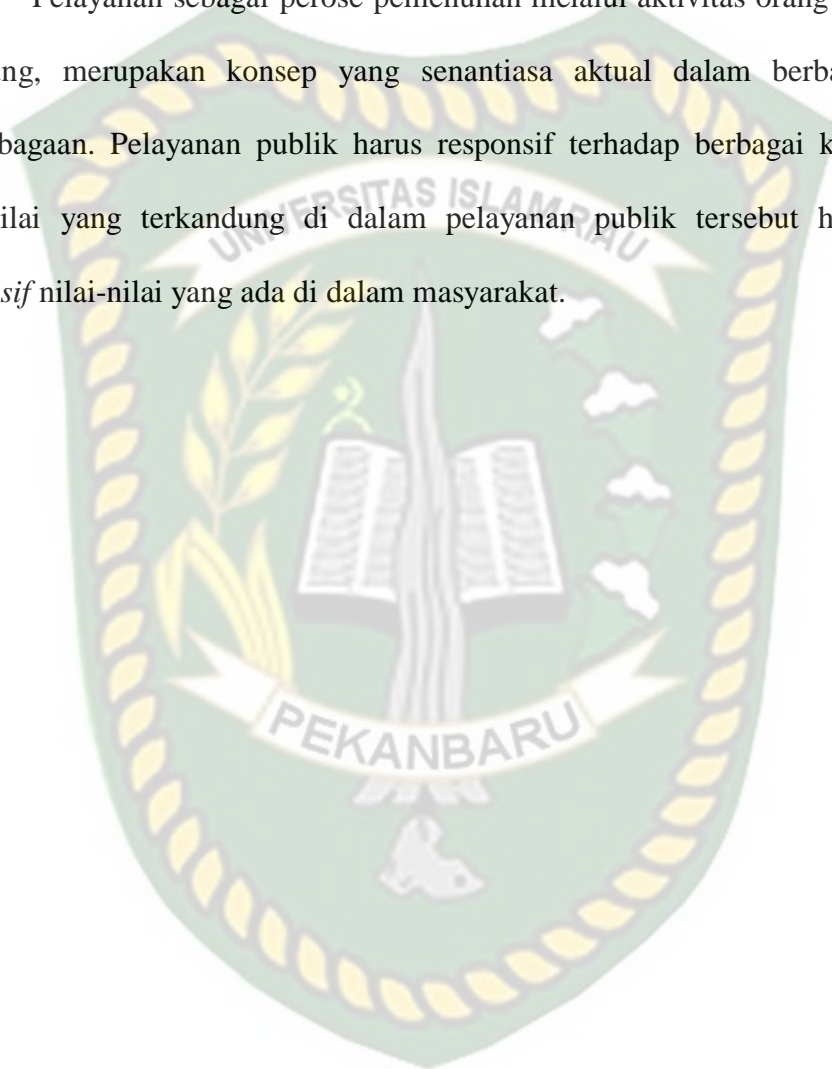 Pelayanan sebagai perose pemenuhan melalui aktivitas orang
ng, merupakan konsep yang senantiasa aktual dalam berba
bagaan. Pelayanan publik harus responsif terhadap berbagai k
ilai yang terkandung di dalam pelayanan publik tersebut h
sif nilai-nilai yang ada di dalam masyarakat.
UNIVERSITAS ISLAM RIAU
PEKANBARU